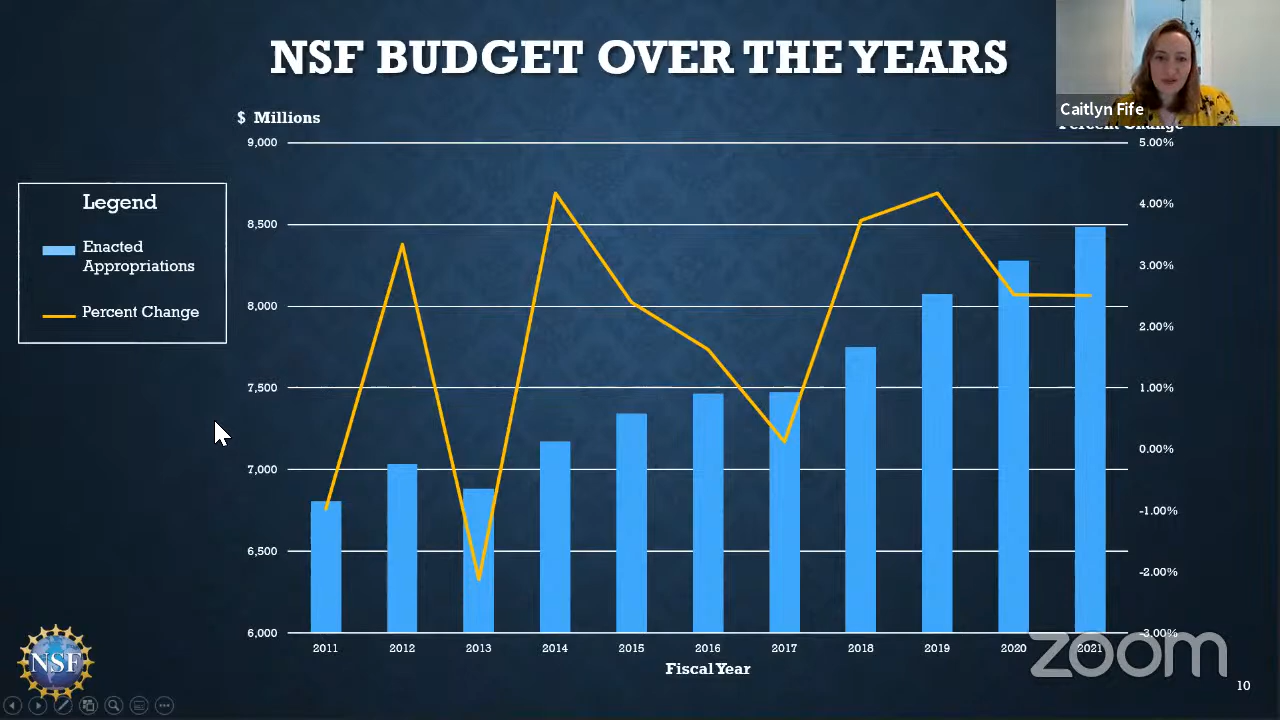 NSF BUDGET OVER THE YEARS
Caitlyn Fife
$ Millions
Percent Change
9,000
8,500
8,000
7,500
7,000
6,500
6,000
5.00%
4.00%
3.00%
2.00%
1.00%
0.00%
-1.00%
-2.00%
-3.00%
Legend
Enacted
Appropriations
Percent Change
2011 2012 2013 2014 2015 2016 2017 2018 2019 2020 2021
Fiscal Year
NSF
zoom
10